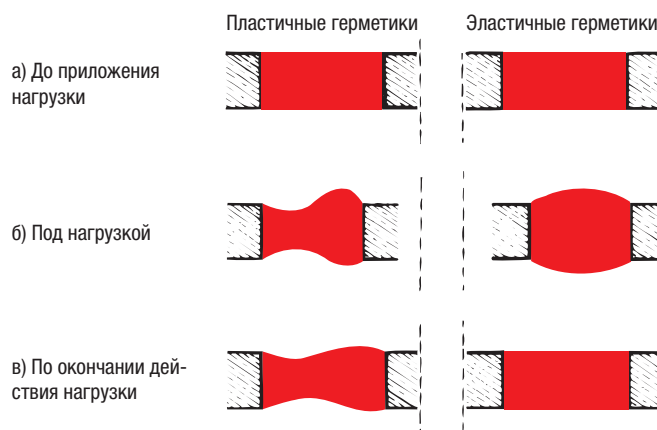 Пластичные герметики
Эластичные герметики
а) До приложения
нагрузки
б) Под нагрузкой
в) По окончании дей-
ствия нагрузки